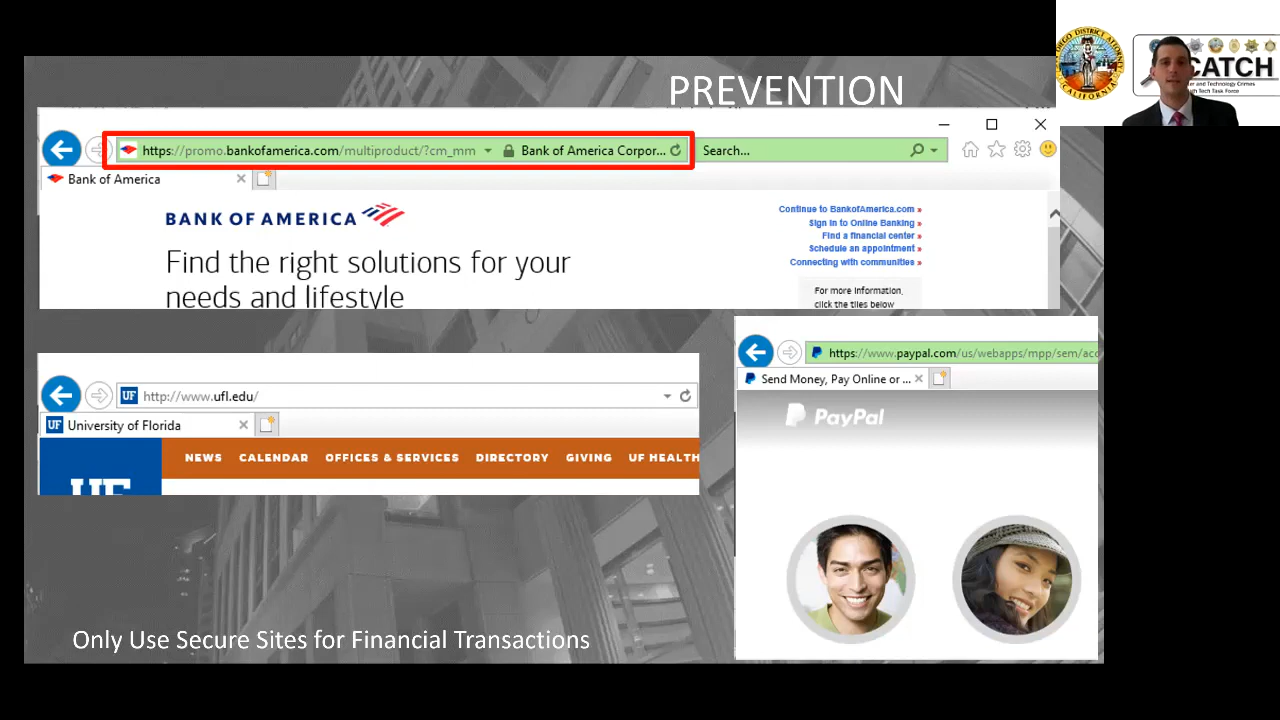 PREVENTION
CATCH
https://promo.bankofamerica.com/multiproduct/?cm_mm
Bank of America Corpor...
Search...
Bank of America
BANK OF AMERICA
Find the right solutions for your
needs and lifestyle
Continue to BankofAmerica.com »
Sign in to Online Banking »
Find a financial center »
Schedule an appointment »
Connecting with communities »
For more information,
click the tiles below
http://www.ufl.edu/
UF University of Florida
NEWS CALENDAR OFFICES & SERVICES DIRECTORY GIVING UF HEALTH
UF
https://www.paypal.com/us/webapps/mpp/sem/acc
Send Money, Pay Online or ...
PayPal
Only Use Secure Sites for Financial Transactions